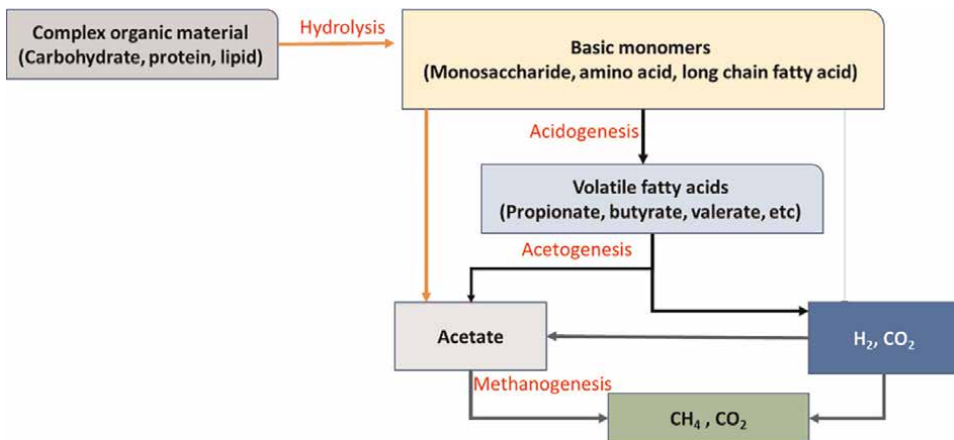 Complex organic material
(Carbohydrate, protein, lipid)
Hydrolysis
Basic monomers
(Monosaccharide, amino acid, long chain fatty acid)
Acidogenesis
Volatile fatty acids
(Propionate, butyrate, valerate, etc)
Acetogenesis
Acetate
H₂, CO₂
Methanogenesis
CH₄ , CO₂